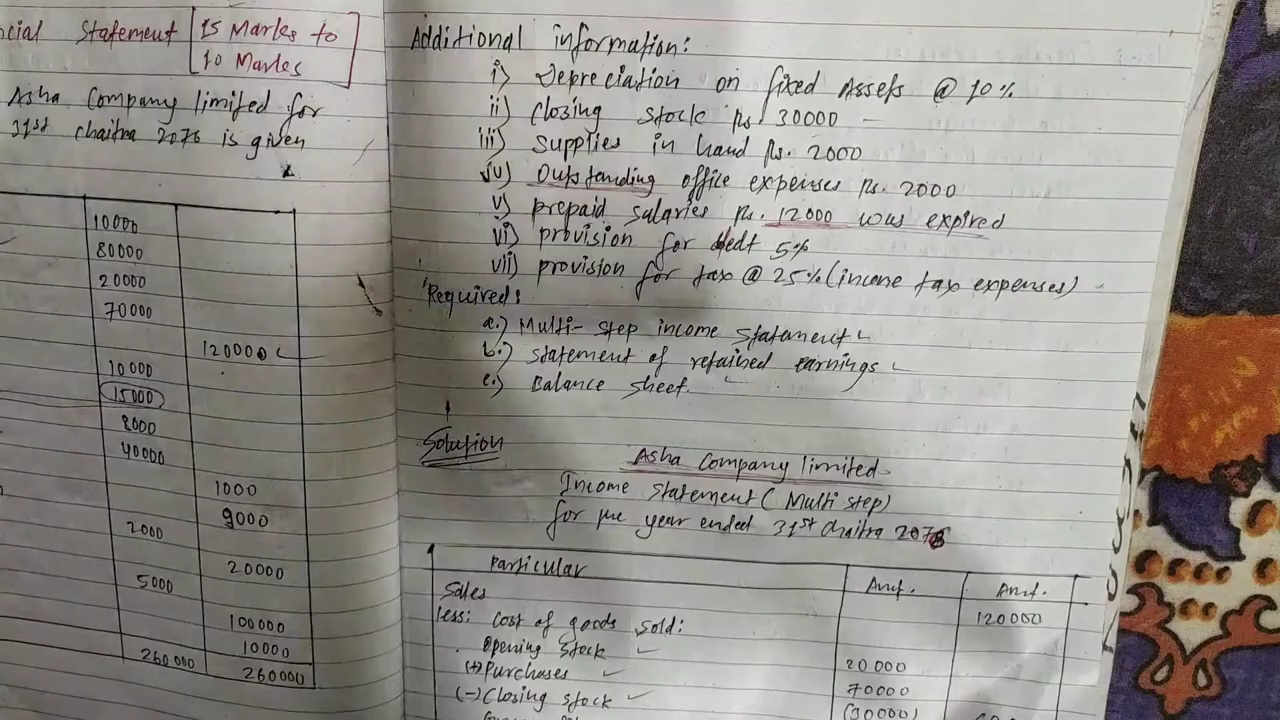 ncial Statement [15 Marks to
10 Marks]
Asha Company limited for
31st chaitra 2076 is given
10000
80000
20000
70000
120000
10000
15000
8000
40000
1000
9000
2000
20000
5000
100000
10000
260000 260000
Additional information:
i) Depreciation on fixed Assets @ 10%
ii) Closing stock Rs. 30000
iii) Supplies in hand Rs. 2000
iv) Outstanding office expenses Rs. 2000
v) prepaid salaries Rs. 12000 was expired
vi) provision for debt 5%
vii) provision for tax @ 25% (income tax expenses)
Required:
a.) Multi-step income statement
b.) statement of retained earnings
c.) Balance sheet.
Solution
Asha Company limited.
Income statement (Multi step)
for the year ended 31st chaitra 2076
Particular Amt. Amt.
Sales 120000
less: Cost of goods sold:
Opening stock 20000
(+) Purchases 70000
(-) Closing stock (30000)